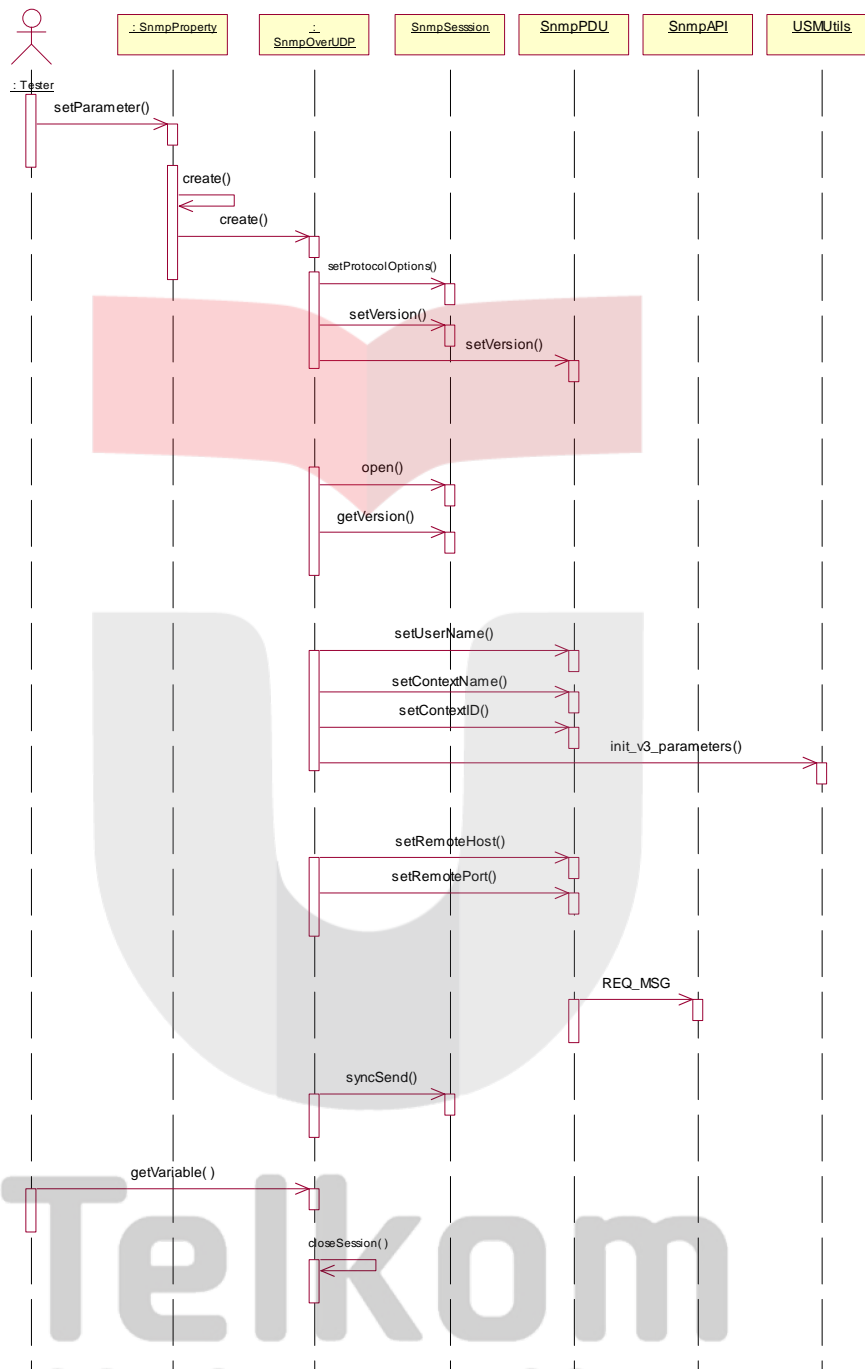 : SnmpProperty
:
SnmpOverUDP
SnmpSesssion
SnmpPDU
SnmpAPI
USMUtils
: Tester
setParameter()
create()
create()
setProtocolOptions()
setVersion()
setVersion()
open()
getVersion()
setUserName()
setContextName()
setContextID()
init_v3_parameters()
setRemoteHost()
setRemotePort()
REQ_MSG
syncSend()
getVariable( )
closeSession( )
Telkom